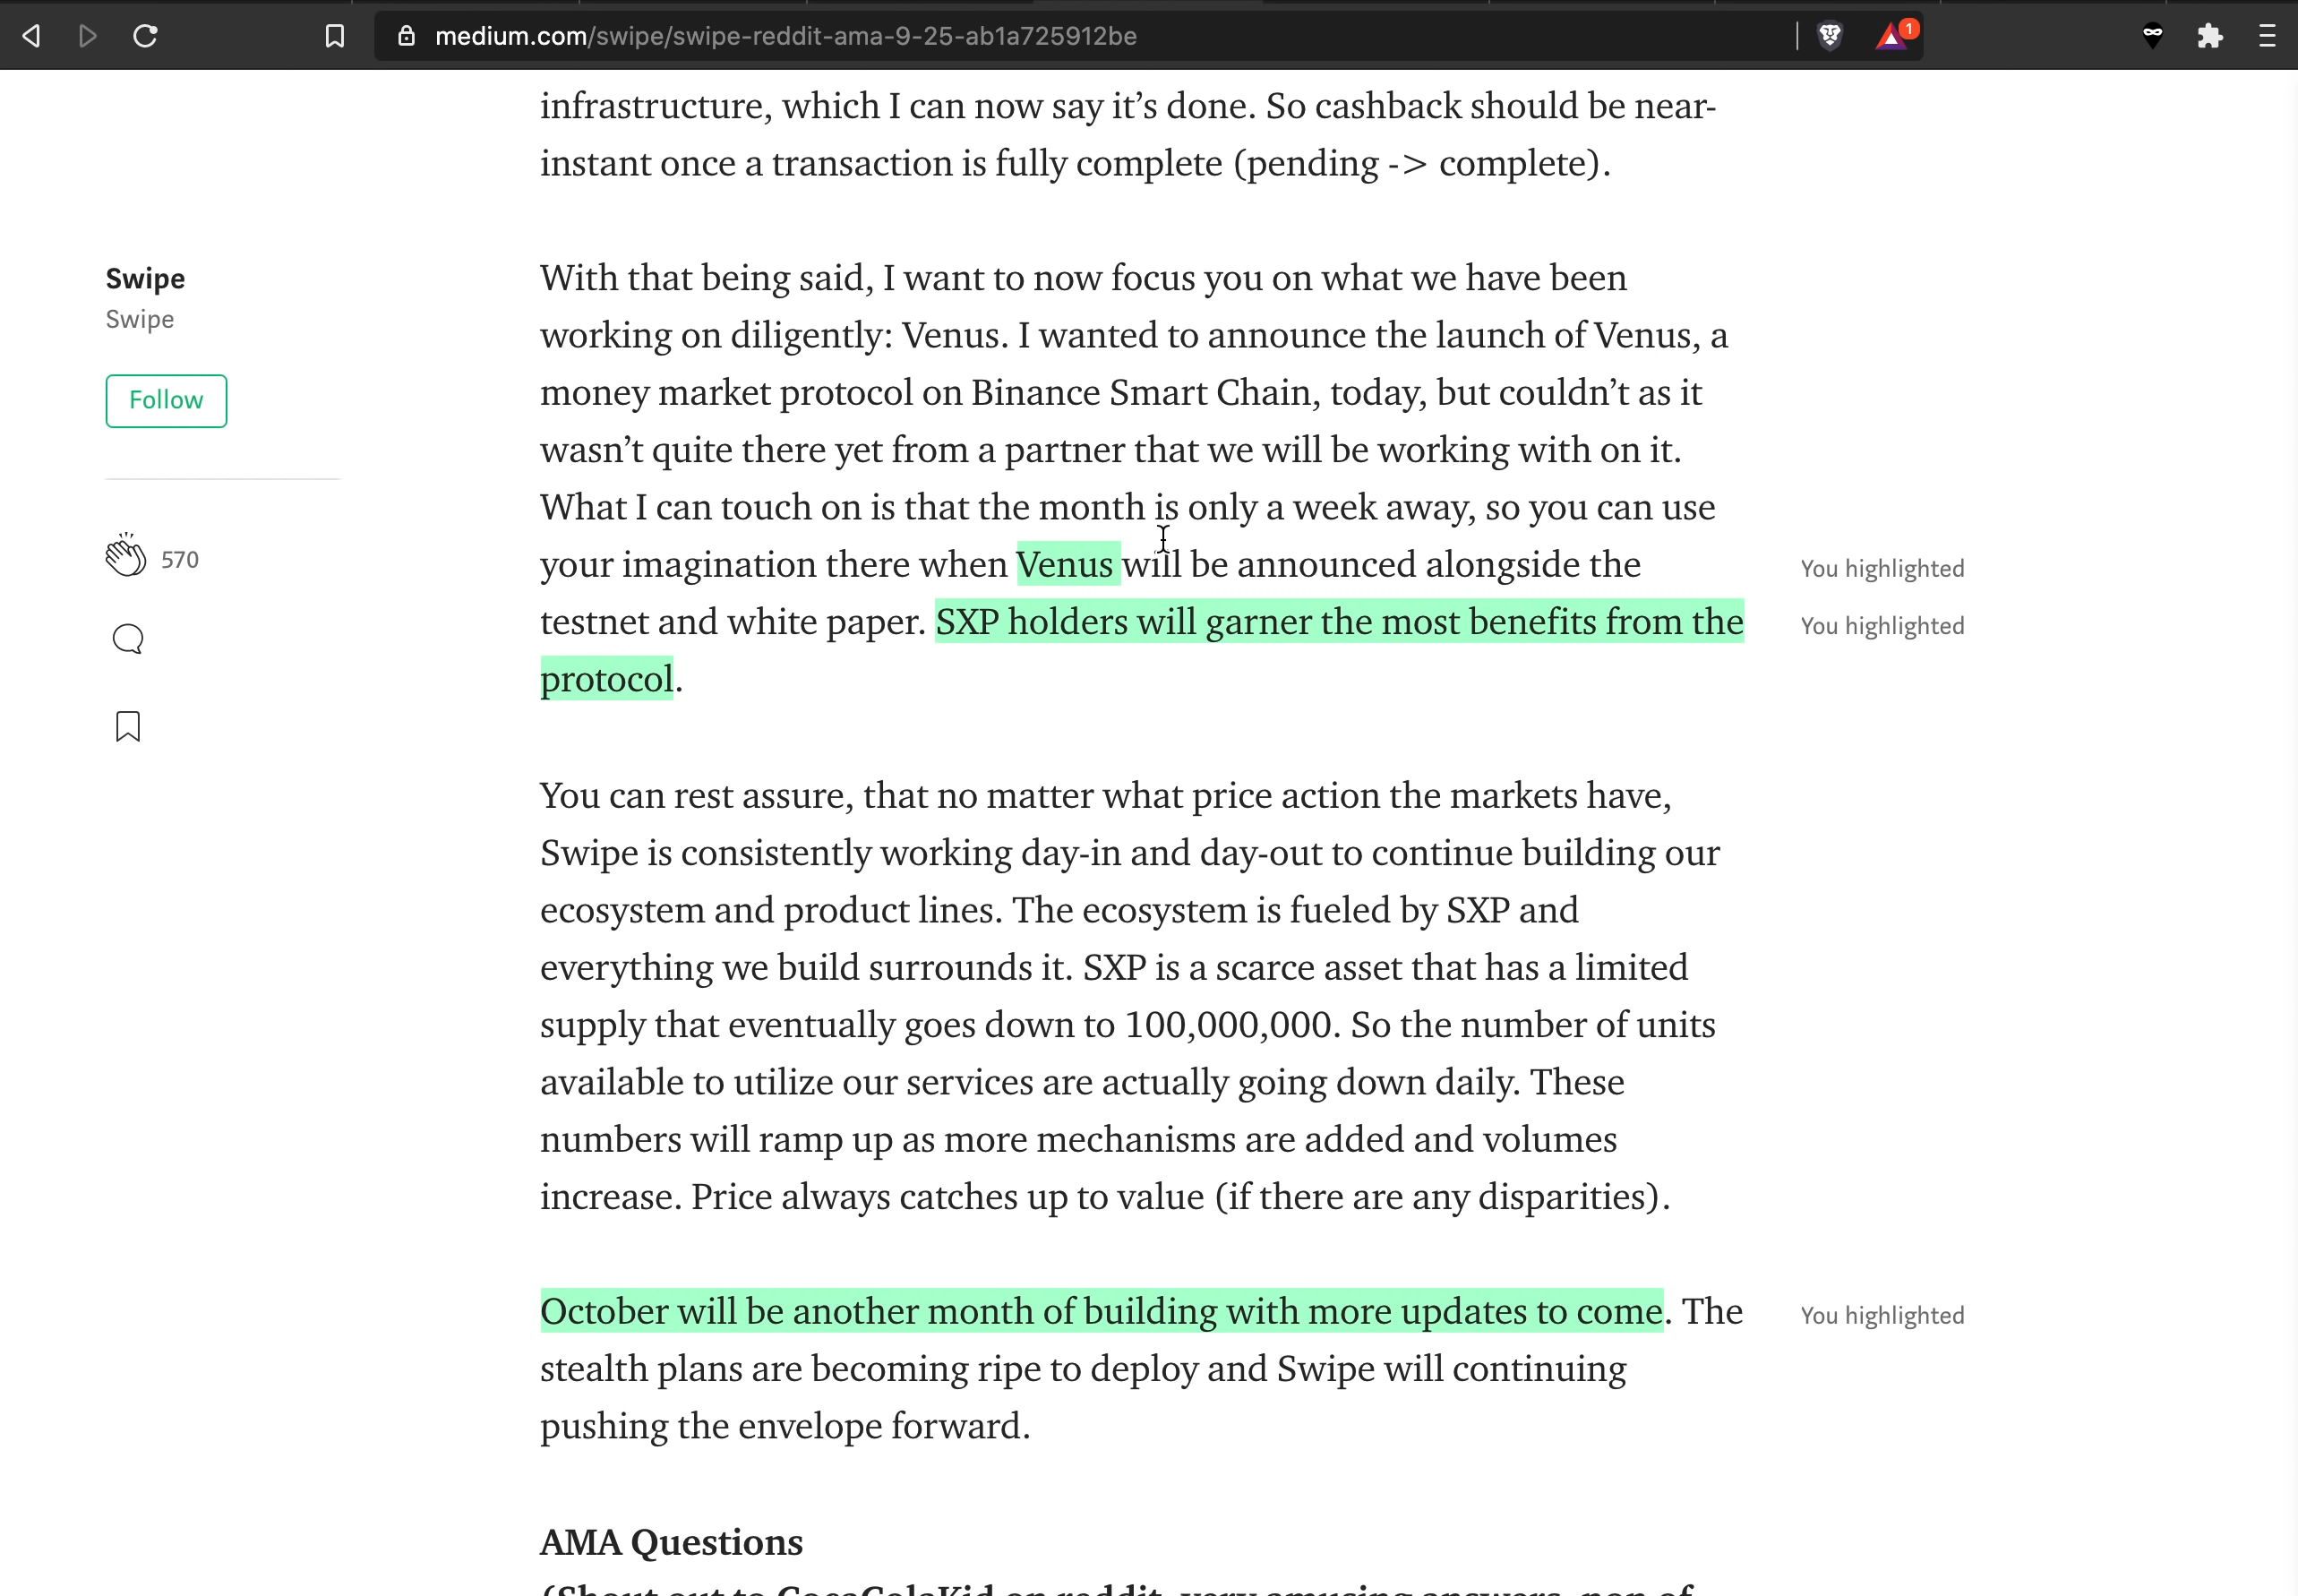 medium.com/swipe/swipe-reddit-ama-9-25-ab1a725912be
1
infrastructure, which I can now say it’s done. So cashback should be near-
instant once a transaction is fully complete (pending -> complete).
Swipe
Swipe
Follow
570
With that being said, I want to now focus you on what we have been
working on diligently: Venus. I wanted to announce the launch of Venus, a
money market protocol on Binance Smart Chain, today, but couldn’t as it
wasn’t quite there yet from a partner that we will be working with on it.
What I can touch on is that the month is only a week away, so you can use
your imagination there when Venus will be announced alongside the
You highlighted
testnet and white paper. SXP holders will garner the most benefits from the
You highlighted
protocol.
You can rest assure, that no matter what price action the markets have,
Swipe is consistently working day-in and day-out to continue building our
ecosystem and product lines. The ecosystem is fueled by SXP and
everything we build surrounds it. SXP is a scarce asset that has a limited
supply that eventually goes down to 100,000,000. So the number of units
available to utilize our services are actually going down daily. These
numbers will ramp up as more mechanisms are added and volumes
increase. Price always catches up to value (if there are any disparities).
October will be another month of building with more updates to come. The
You highlighted
stealth plans are becoming ripe to deploy and Swipe will continuing
pushing the envelope forward.
AMA Questions
(Shout out to CocaColaKid on reddit, very amusing answers, non of